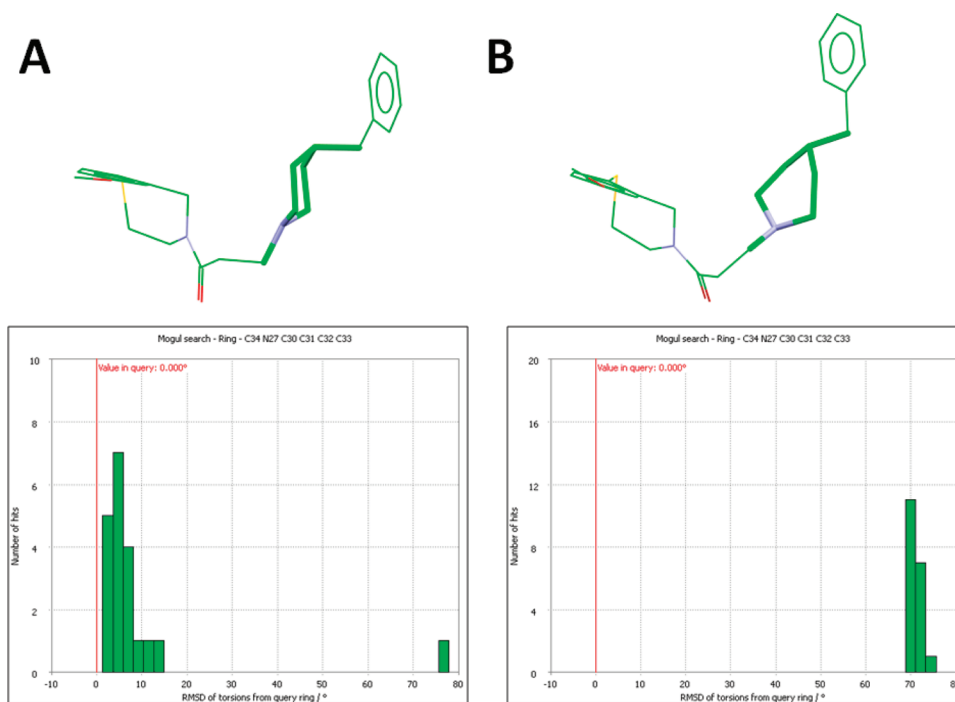 A
B
Mogul search - Ring - C34 N27 C30 C31 C32 C33
Value in query: 0.000°
Number of hits
10
8
6
4
2
0
-10 0 10 20 30 40 50 60 70 80
RMSD of torsions from query ring / °
Mogul search - Ring - C34 N27 C30 C31 C32 C33
Value in query: 0.000°
Number of hits
20
16
12
8
4
0
-10 0 10 20 30 40 50 60 70 80
RMSD of torsions from query ring / °